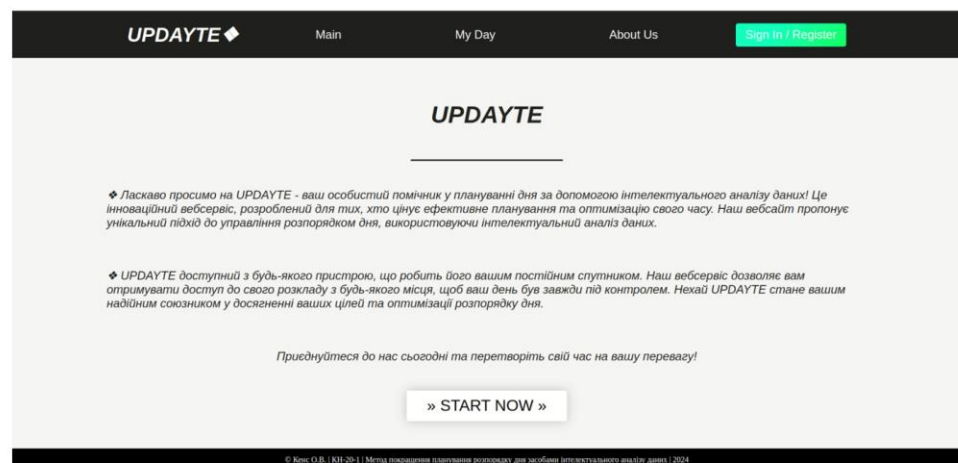 UPDAYTE❖ Main My Day About Us Sign In / Register
UPDAYTE
❖ Ласкаво просимо на UPDAYTE - ваш особистий помічник у плануванні дня за допомогою інтелектуального аналізу даних! Це
інноваційний вебсервіс, розроблений для тих, хто цінує ефективне планування та оптимізацію свого часу. Наш вебсайт пропонує
унікальний підхід до управління розпорядком дня, використовуючи інтелектуальний аналіз даних.
❖ UPDAYTE доступний з будь-якого пристрою, що робить його вашим постійним спутником. Наш вебсервіс дозволяє вам
отримувати доступ до свого розкладу з будь-якого місця, щоб ваш день був завжди під контролем. Нехай UPDAYTE стане вашим
надійним союзником у досягненні ваших цілей та оптимізації розпорядку дня.
Приєднуйтеся до нас сьогодні та перетворіть свій час на вашу перевагу!
» START NOW »
© Кенс О.В. | КН-20-1 | Метод покращення планування розпорядку дня засобами інтелектуального аналізу даних | 2024